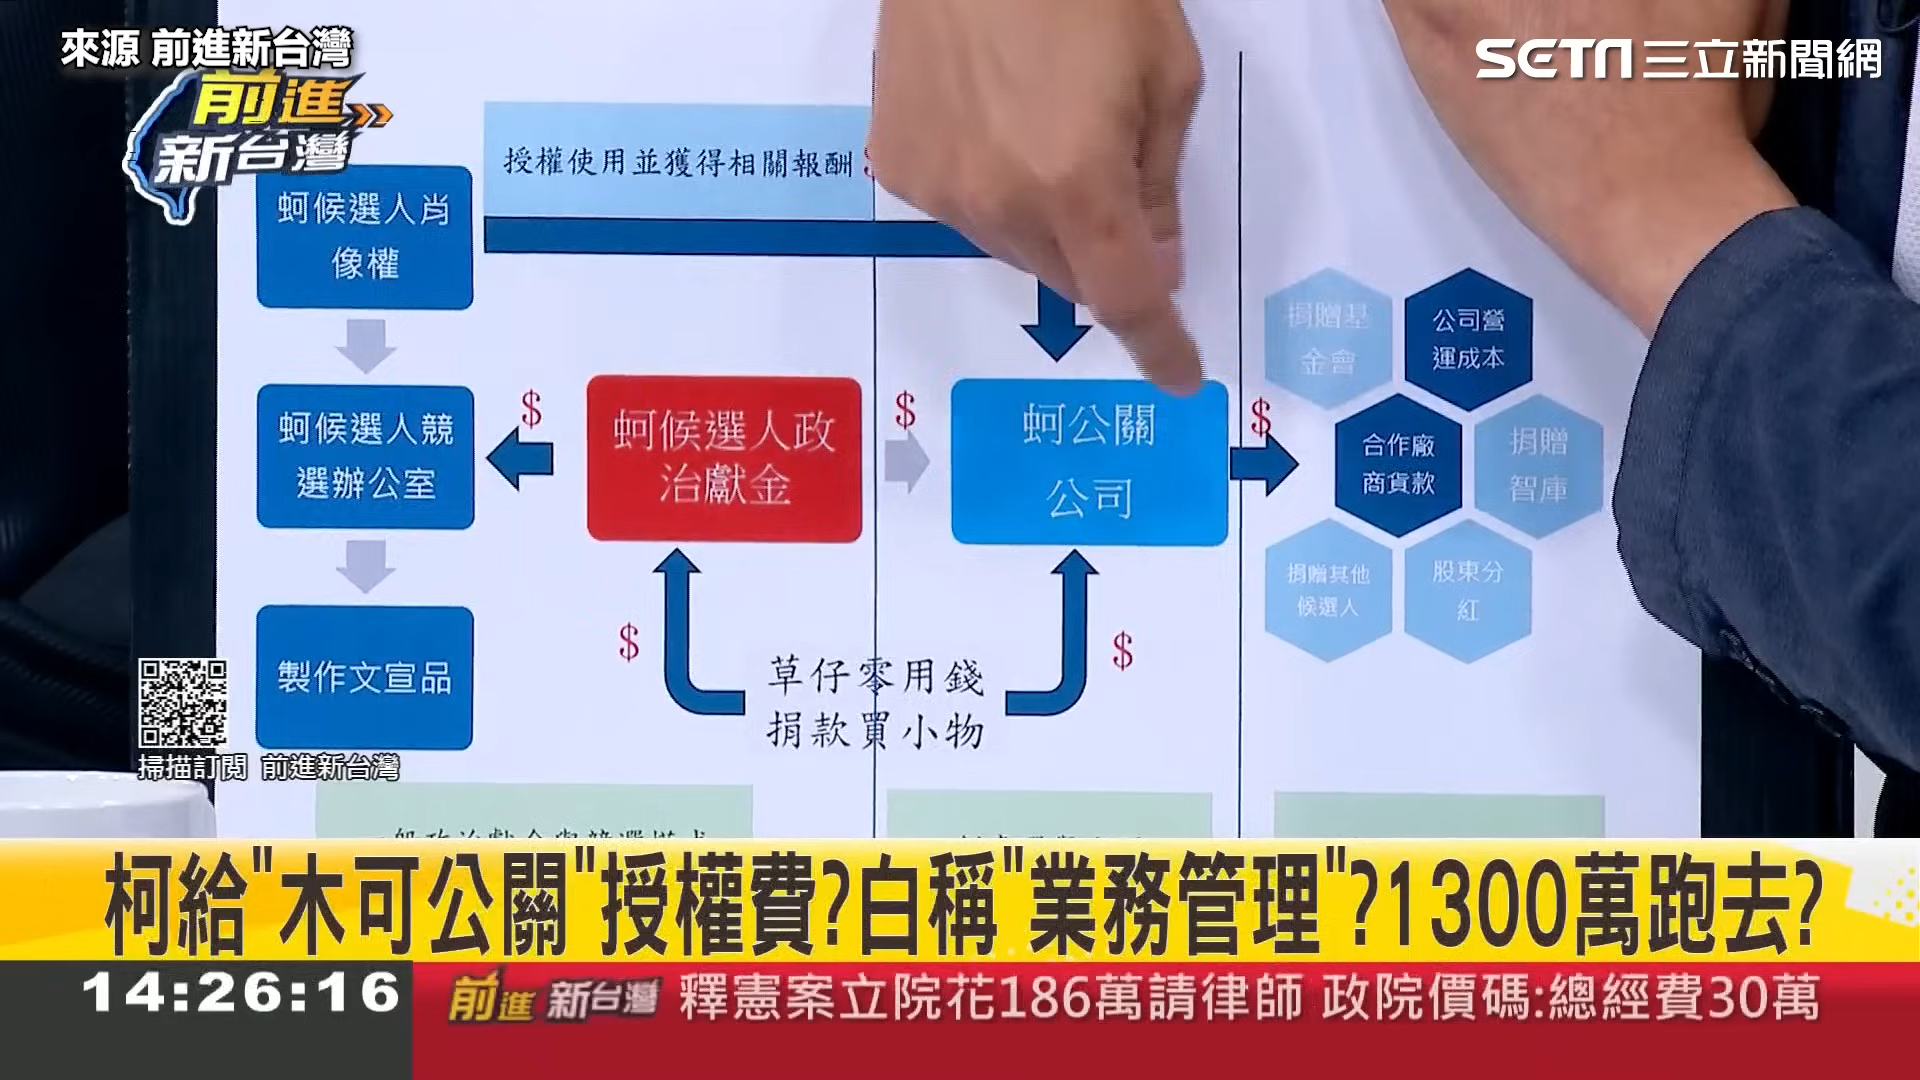 來源 前進新台灣
前進
新台灣
SETN三立新聞網
授權使用並獲得相關報酬
蚵候選人肖
像權
蚵候選人競
選辦公室
製作文宣品
$
蚵候選人政
治獻金
$
蚵公關
公司
$
捐贈基
金會
公司營
運成本
合作廠
商貨款
捐贈
智庫
捐贈其他
候選人
股東分
紅
$
草仔零用錢
捐款買小物
$
掃描訂閱 前進新台灣
柯給"木可公關"授權費?白稱"業務管理"?1300萬跑去?
14:26:16
前進新台灣 釋憲案立院花186萬請律師 政院價碼:總經費30萬